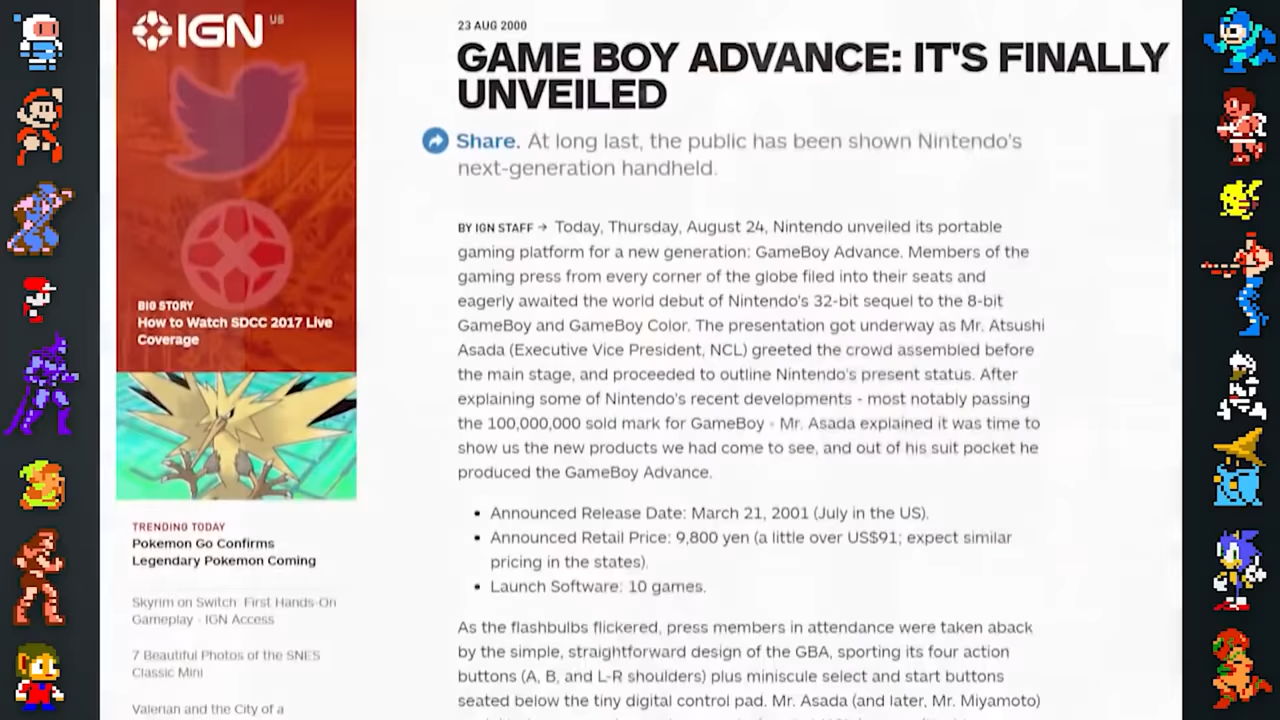 IGN US
BIG STORY
How to Watch SDCC 2017 Live
Coverage
TRENDING TODAY
Pokemon Go Confirms
Legendary Pokemon Coming
Skyrim on Switch First Hands-On
Gameplay - IGN Access
7 Beautiful Photos of the SNES
Classic Mini
Valerian and the City of a
23 AUG 2000
GAME BOY ADVANCE: IT'S FINALLY
UNVEILED
Share. At long last, the public has been shown Nintendo's
next-generation handheld.
BY IGN STAFF → Today, Thursday, August 24, Nintendo unveiled its portable
gaming platform for a new generation: GameBoy Advance. Members of the
gaming press from every corner of the globe filed into their seats and
eagerly awaited the world debut of Nintendo's 32-bit sequel to the 8-bit
GameBoy and GameBoy Color. The presentation got underway as Mr. Atsushi
Asada (Executive Vice President, NCL) greeted the crowd assembled before
the main stage, and proceeded to outline Nintendo's present status. After
explaining some of Nintendo's recent developments - most notably passing
the 100,000,000 sold mark for GameBoy - Mr. Asada explained it was time to
show us the new products we had come to see, and out of his suit pocket he
produced the GameBoy Advance.
• Announced Release Date: March 21, 2001 (July in the US).
• Announced Retail Price: 9,800 yen (a little over US$91; expect similar
pricing in the states).
• Launch Software: 10 games.
As the flashbulbs flickered, press members in attendance were taken aback
by the simple, straightforward design of the GBA, sporting its four action
buttons (A, B, and L-R shoulders) plus miniscule select and start buttons
seated below the tiny digital control pad. Mr. Asada (and later, Mr. Miyamoto)